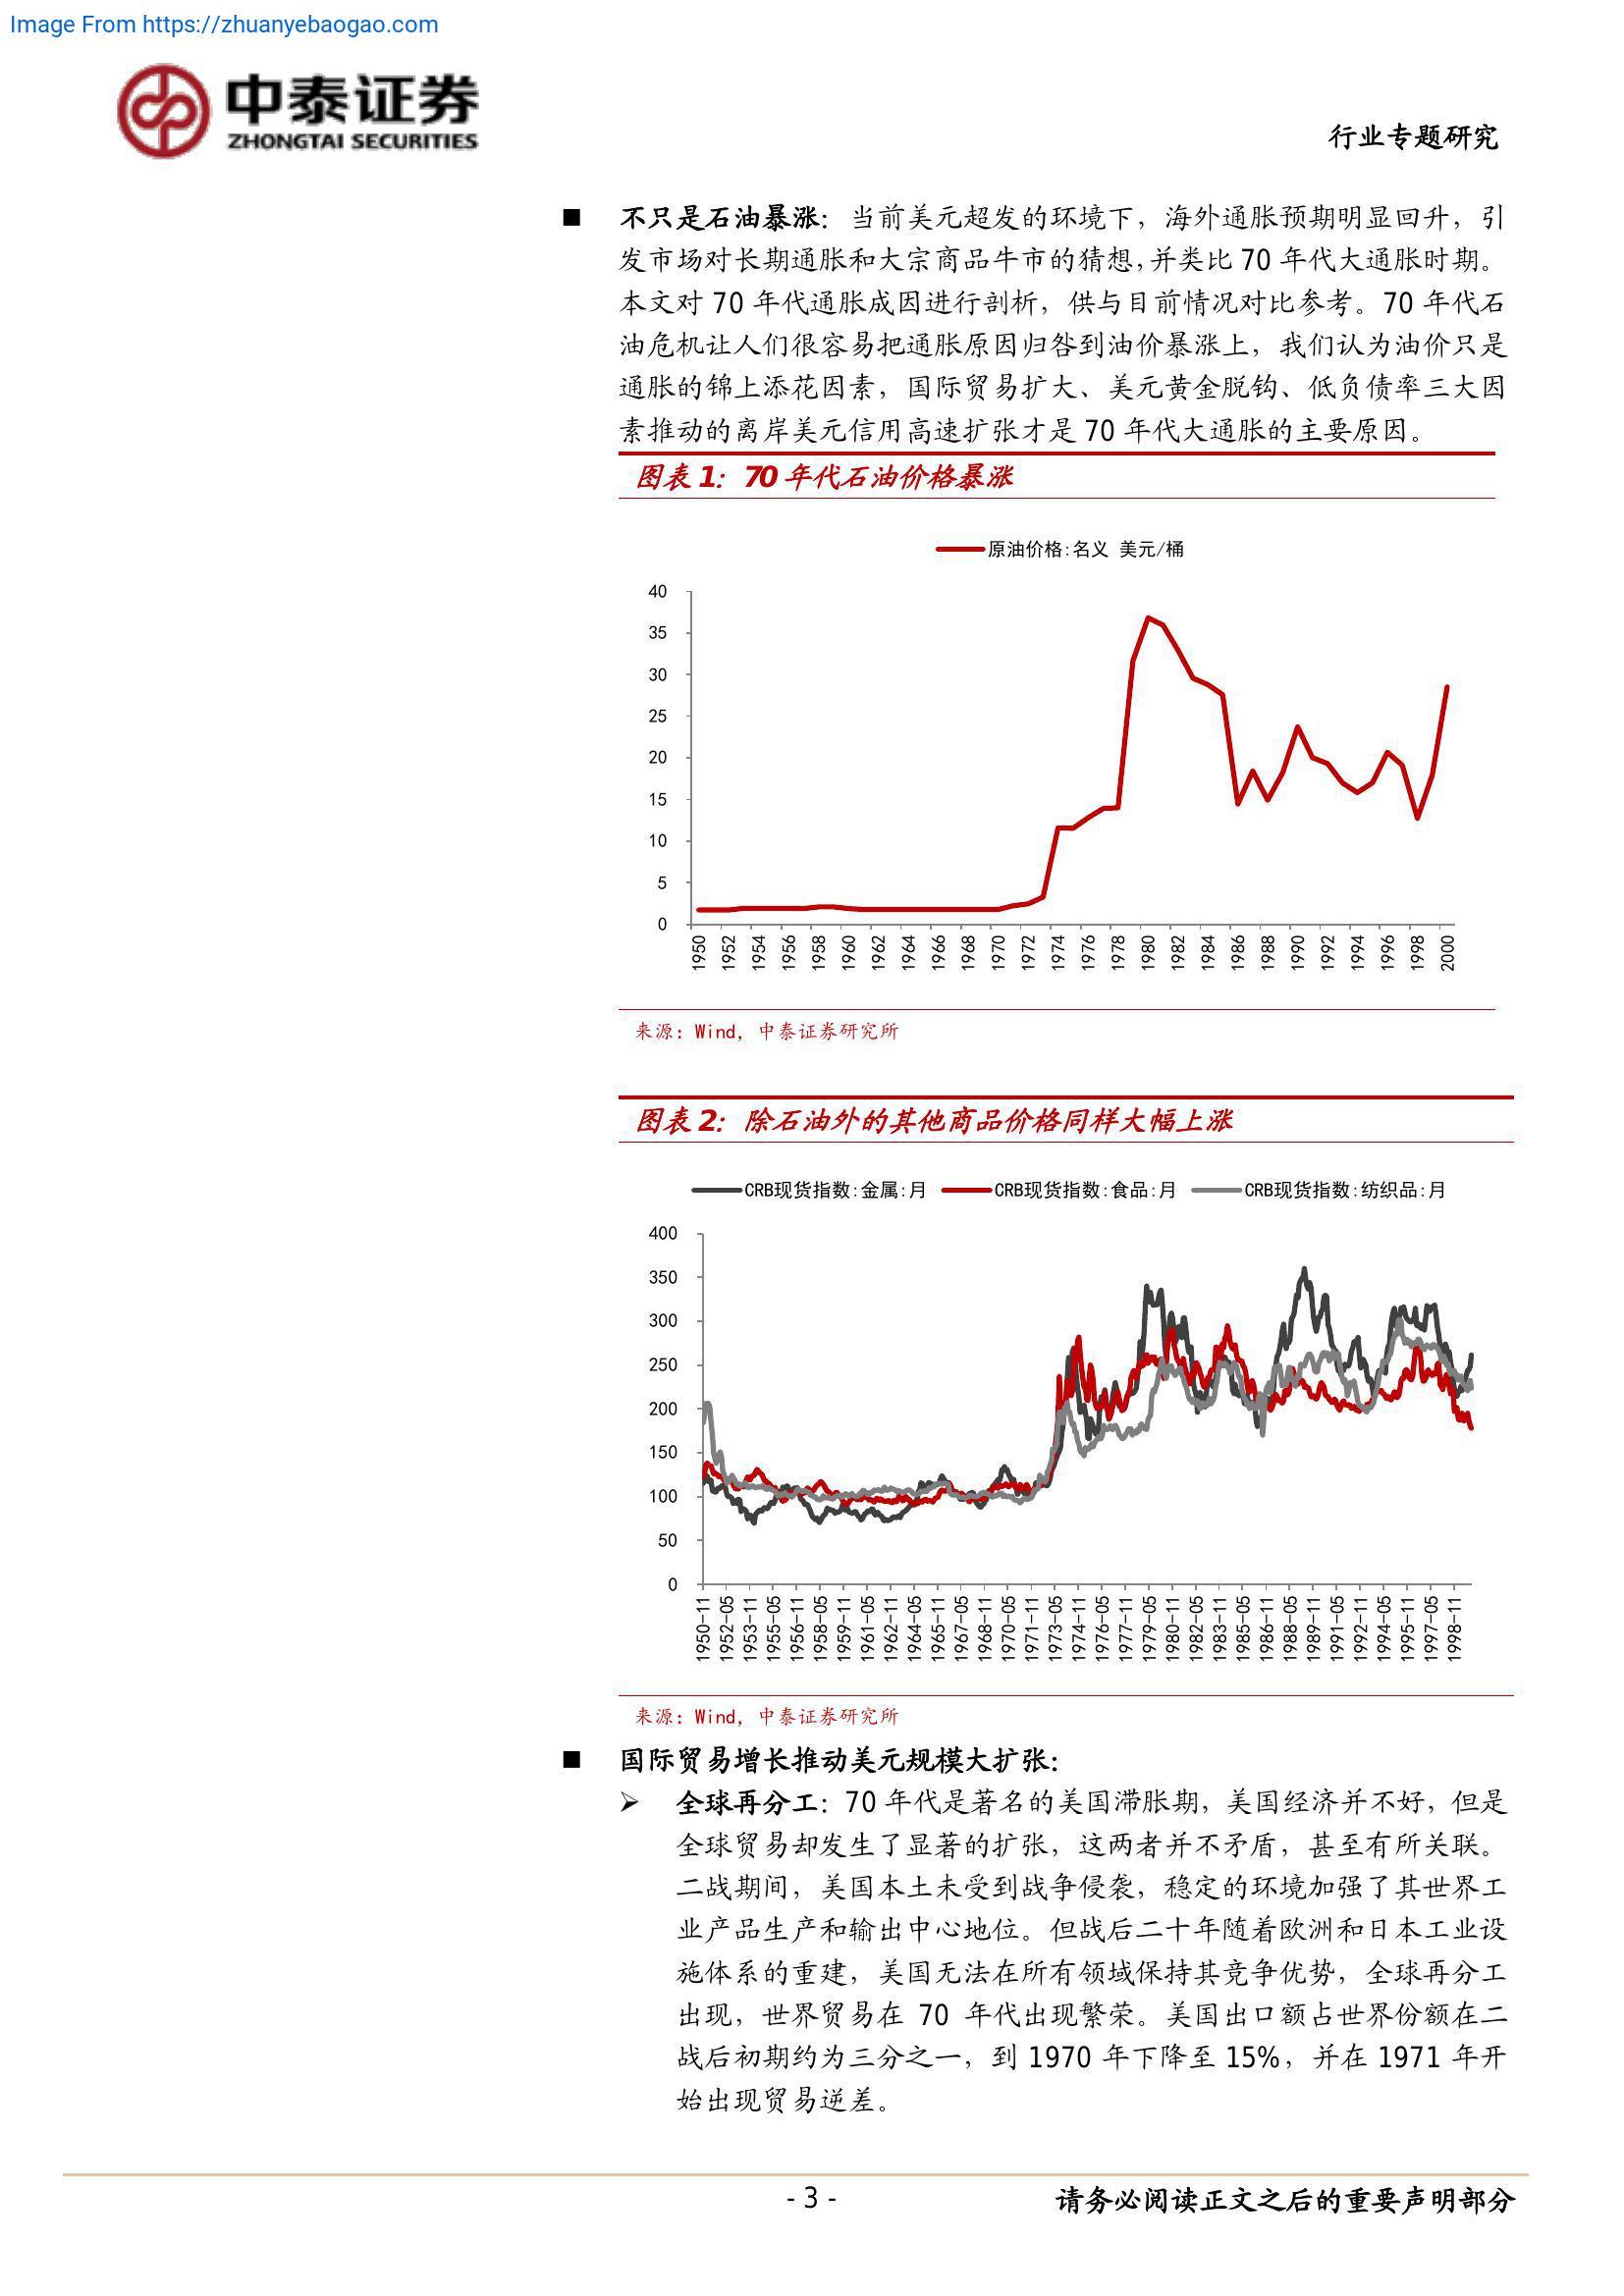 Image From https://zhuanyebaogao.com
中泰证券
ZHONGTAI SECURITIES
行业专题研究
■ 不只是石油暴涨：当前美元超发的环境下，海外通胀预期明显回升，引
发市场对长期通胀和大宗商品牛市的猜想，并类比 70 年代大通胀时期。
本文对 70 年代通胀成因进行剖析，供与目前情况对比参考。70 年代石
油危机让人们很容易把通胀原因归咎到油价暴涨上，我们认为油价只是
通胀的锦上添花因素，国际贸易扩大、美元黄金脱钩、低负债率三大因
素推动的离岸美元信用高速扩张才是 70 年代大通胀的主要原因。
图表 1：70 年代石油价格暴涨
原油价格:名义 美元/桶
40
35
30
25
20
15
10
5
0
1950 1952 1954 1956 1958 1960 1962 1964 1966 1968 1970 1972 1974 1976 1978 1980 1982 1984 1986 1988 1990 1992 1994 1996 1998 2000
来源：Wind，中泰证券研究所
图表 2：除石油外的其他商品价格同样大幅上涨
CRB现货指数:金属:月 CRB现货指数:食品:月 CRB现货指数:纺织品:月
400
350
300
250
200
150
100
50
0
1950-11 1952-05 1953-11 1955-05 1956-11 1958-05 1959-11 1961-05 1962-11 1964-05 1965-11 1967-05 1968-11 1970-05 1971-11 1973-05 1974-11 1976-05 1977-11 1979-05 1980-11 1982-05 1983-11 1985-05 1986-11 1988-05 1989-11 1991-05 1992-11 1994-05 1995-11 1997-05 1998-11
来源：Wind，中泰证券研究所
■ 国际贸易增长推动美元规模大扩张：
➢ 全球再分工：70 年代是著名的美国滞胀期，美国经济并不好，但是
全球贸易却发生了显著的扩张，这两者并不矛盾，甚至有所关联。
二战期间，美国本土未受到战争侵袭，稳定的环境加强了其世界工
业产品生产和输出中心地位。但战后二十年随着欧洲和日本工业设
施体系的重建，美国无法在所有领域保持其竞争优势，全球再分工
出现，世界贸易在 70 年代出现繁荣。美国出口额占世界份额在二
战后初期约为三分之一，到 1970 年下降至 15%，并在 1971 年开
始出现贸易逆差。
- 3 -
请务必阅读正文之后的重要声明部分